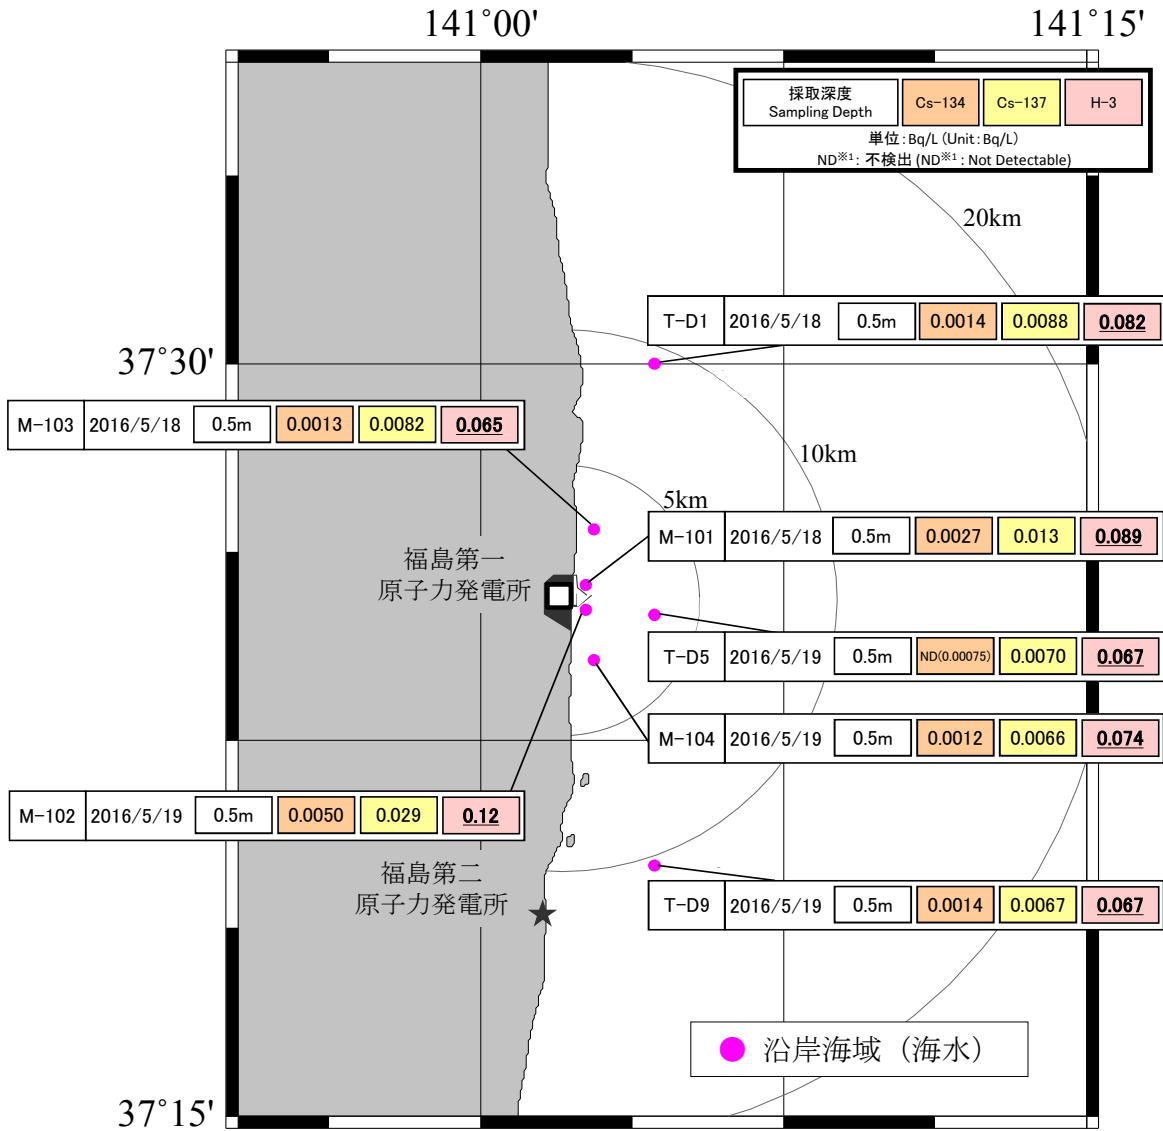 141°00'
141°15'
採取深度
Sampling Depth
Cs-134
Cs-137
H-3
単位:Bq/L (Unit:Bq/L)
ND※1: 不検出 (ND※1: Not Detectable)
20km
T-D1 2016/5/18 0.5m 0.0014 0.0088 0.082
37°30'
M-103 2016/5/18 0.5m 0.0013 0.0082 0.065
10km
5km
M-101 2016/5/18 0.5m 0.0027 0.013 0.089
福島第一
原子力発電所
T-D5 2016/5/19 0.5m ND(0.00075) 0.0070 0.067
M-104 2016/5/19 0.5m 0.0012 0.0066 0.074
M-102 2016/5/19 0.5m 0.0050 0.029 0.12
福島第二
原子力発電所
T-D9 2016/5/19 0.5m 0.0014 0.0067 0.067
沿岸海域（海水）
37°15'